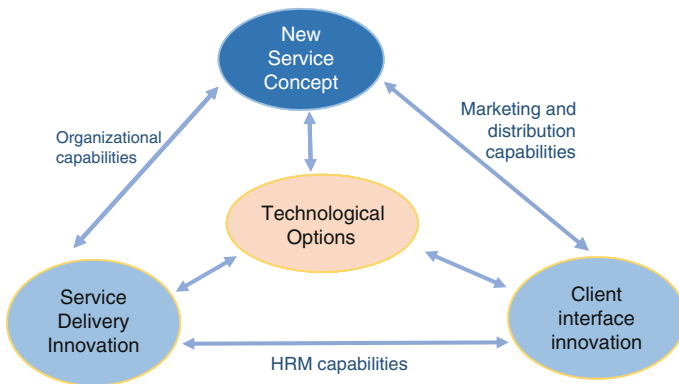 New
Service
Concept
Organizational
capabilities
Marketing and
distribution
capabilities
Technological
Options
Service
Delivery
Innovation
Client
interface
innovation
HRM capabilities